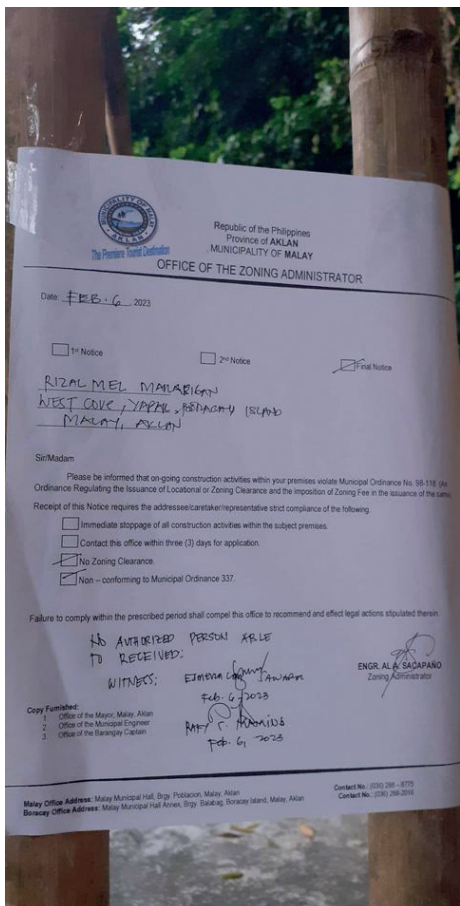 MUNICIPALITY OF MALAY
AKLAN
The Premiere Tourist Destination
Republic of the Philippines
Province of AKLAN
MUNICIPALITY OF MALAY
OFFICE OF THE ZONING ADMINISTRATOR
Date: FEB. 6, 2023
1st Notice
2nd Notice
Final Notice
RIZAL MEL
WEST COVE, YAPAK, BORACAY ISLAND
MALAY, AKLAN
Sir/Madam
Please be informed that on-going construction activities within your premises violate Municipal Ordinance No. 98-116 (An
Ordinance Regulating the Issuance of Locational or Zoning Clearance and the imposition of Zoning Fee in the issuance of the same.
Receipt of this Notice requires the addressee/caretaker/representative strict compliance of the following.
Immediate stoppage of all construction activities within the subject premises.
Contact this office within three (3) days for application.
No Zoning Clearance.
Non – conforming to Municipal Ordinance 337.
Failure to comply within the prescribed period shall compel this office to recommend and effect legal actions stipulated therein.
NO AUTHORIZED PERSON ABLE
TO RECEIVED:
WITNESS:
Feb. 6, 2023
Feb. 6, 2023
ENGR. AL A. SACAPAÑO
Zoning Administrator
Copy Furnished:
1 Office of the Mayor, Malay, Aklan
2 Office of the Municipal Engineer
3 Office of the Barangay Captain
Malay Office Address: Malay Municipal Hall, Brgy. Poblacion, Malay, Aklan
Boracay Office Address: Malay Municipal Hall Annex, Brgy. Balabag, Boracay Island, Malay, Aklan
Contact No.: (036) 288 – 8775
Contact No.: (036) 288-2016